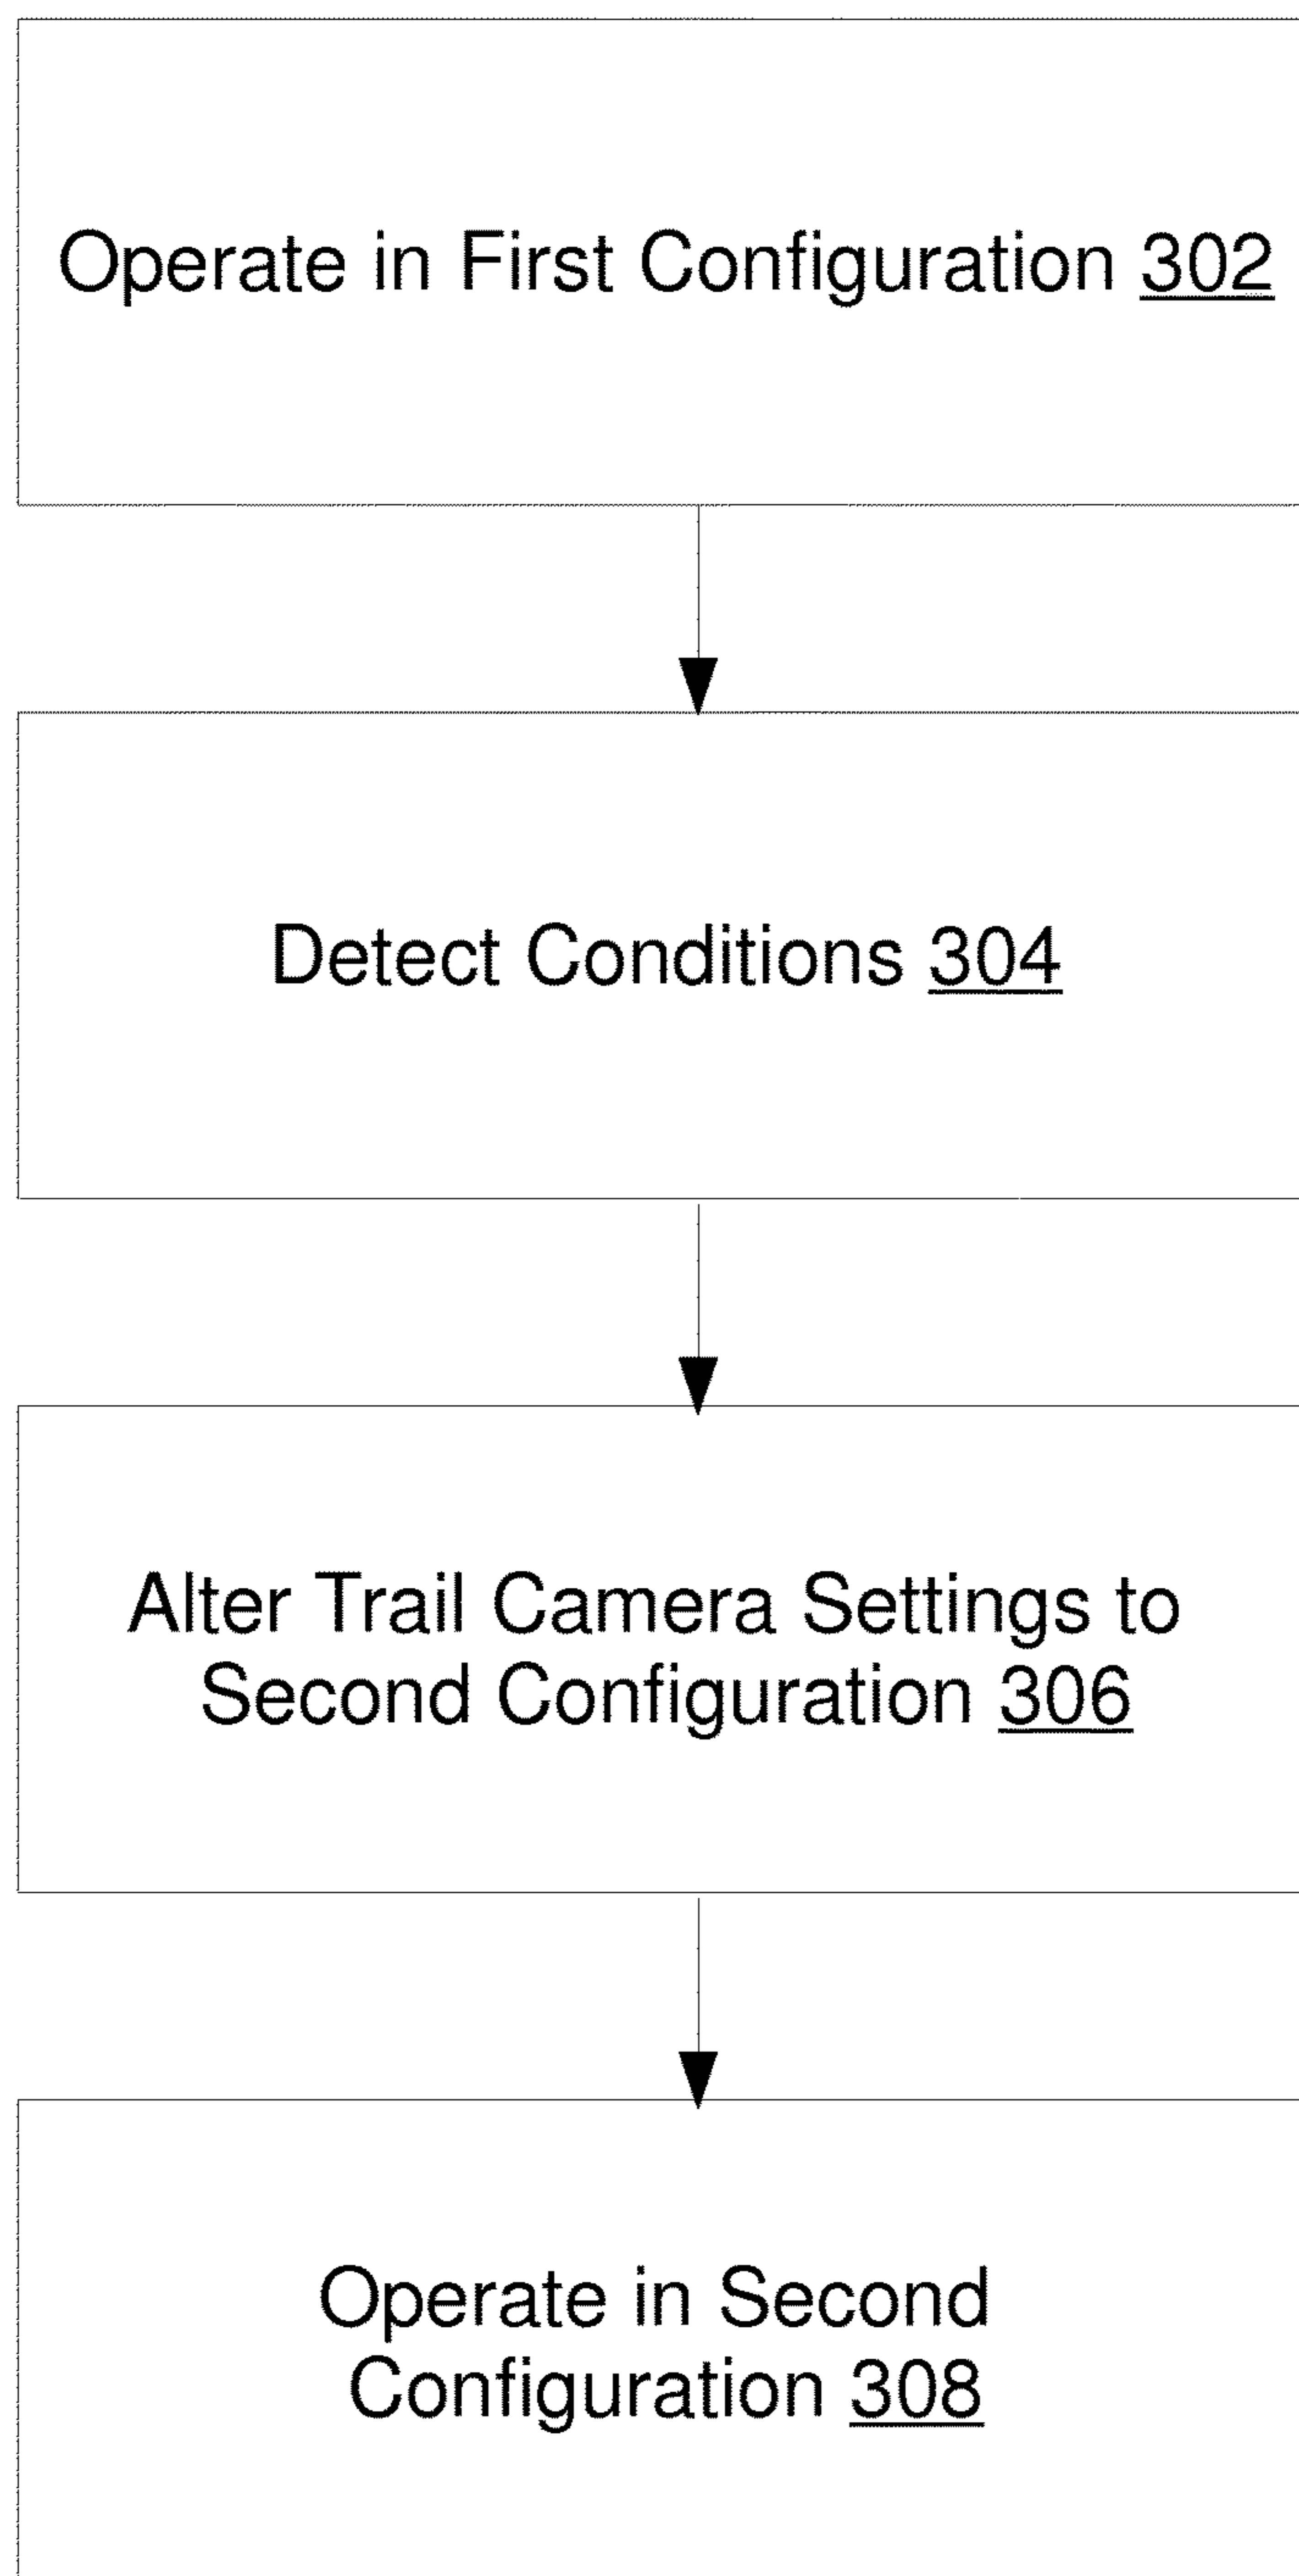 Operate in First Configuration 302
Detect Conditions 304
Alter Trail Camera Settings to
Second Configuration 306
Operate in Second
Configuration 308